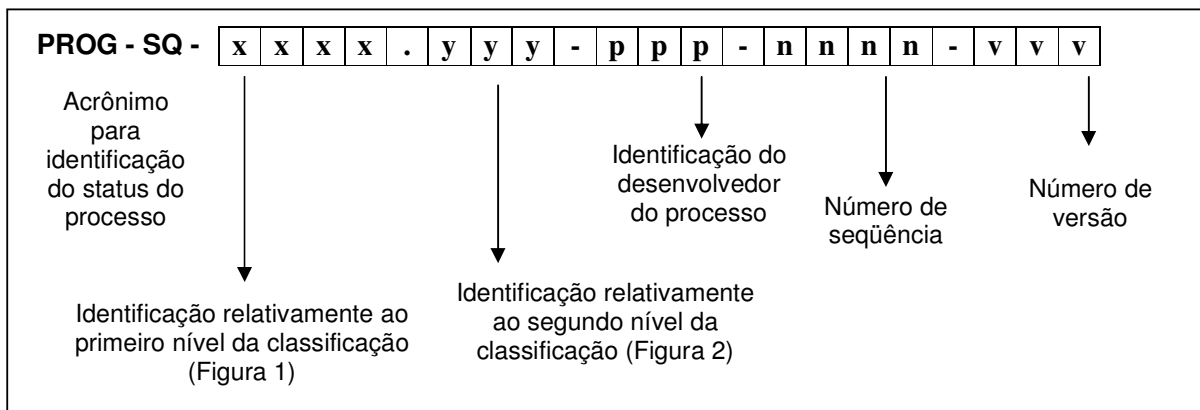 PROG - SQ - x x x x . y y y - p p p - n n n n - v v v
Acrônimo
para
identificação
do status do
processo
Identificação do
desenvolvedor
do processo
Número de
seqüência
Número de
versão
Identificação relativamente ao
primeiro nível da classificação
(Figura 1)
Identificação relativamente
ao segundo nível da
classificação (Figura 2)